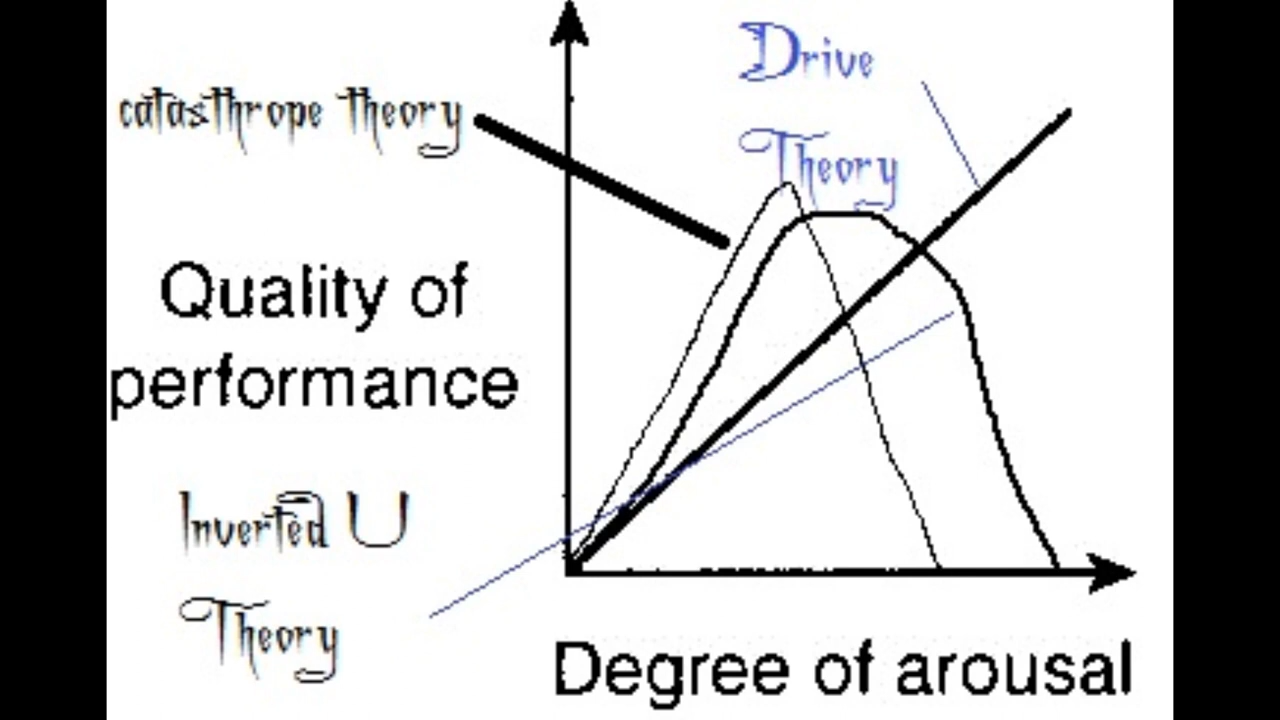 catasthrope theory
Drive
Theory
Quality of
performance
Inverted U
Theory
Degree of arousal